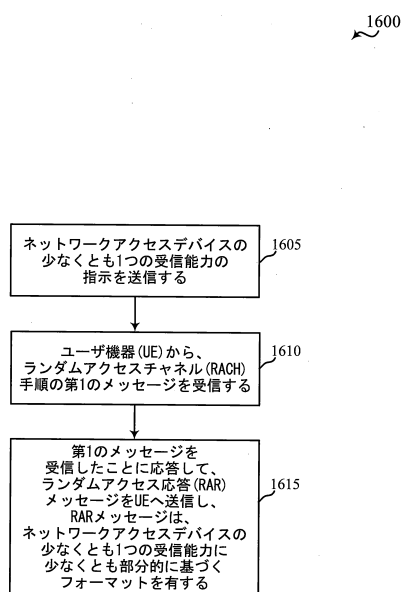 1600
ネットワークアクセスデバイスの
少なくとも1つの受信能力の
指示を送信する
1605
ユーザ機器(UE)から、
ランダムアクセスチャネル(RACH)
手順の第1のメッセージを受信する
1610
第1のメッセージを
受信したことに応答して、
ランダムアクセス応答(RAR)
メッセージをUEへ送信し、
RARメッセージは、
ネットワークアクセスデバイスの
少なくとも1つの受信能力に
少なくとも部分的に基づく
フォーマットを有する
1615